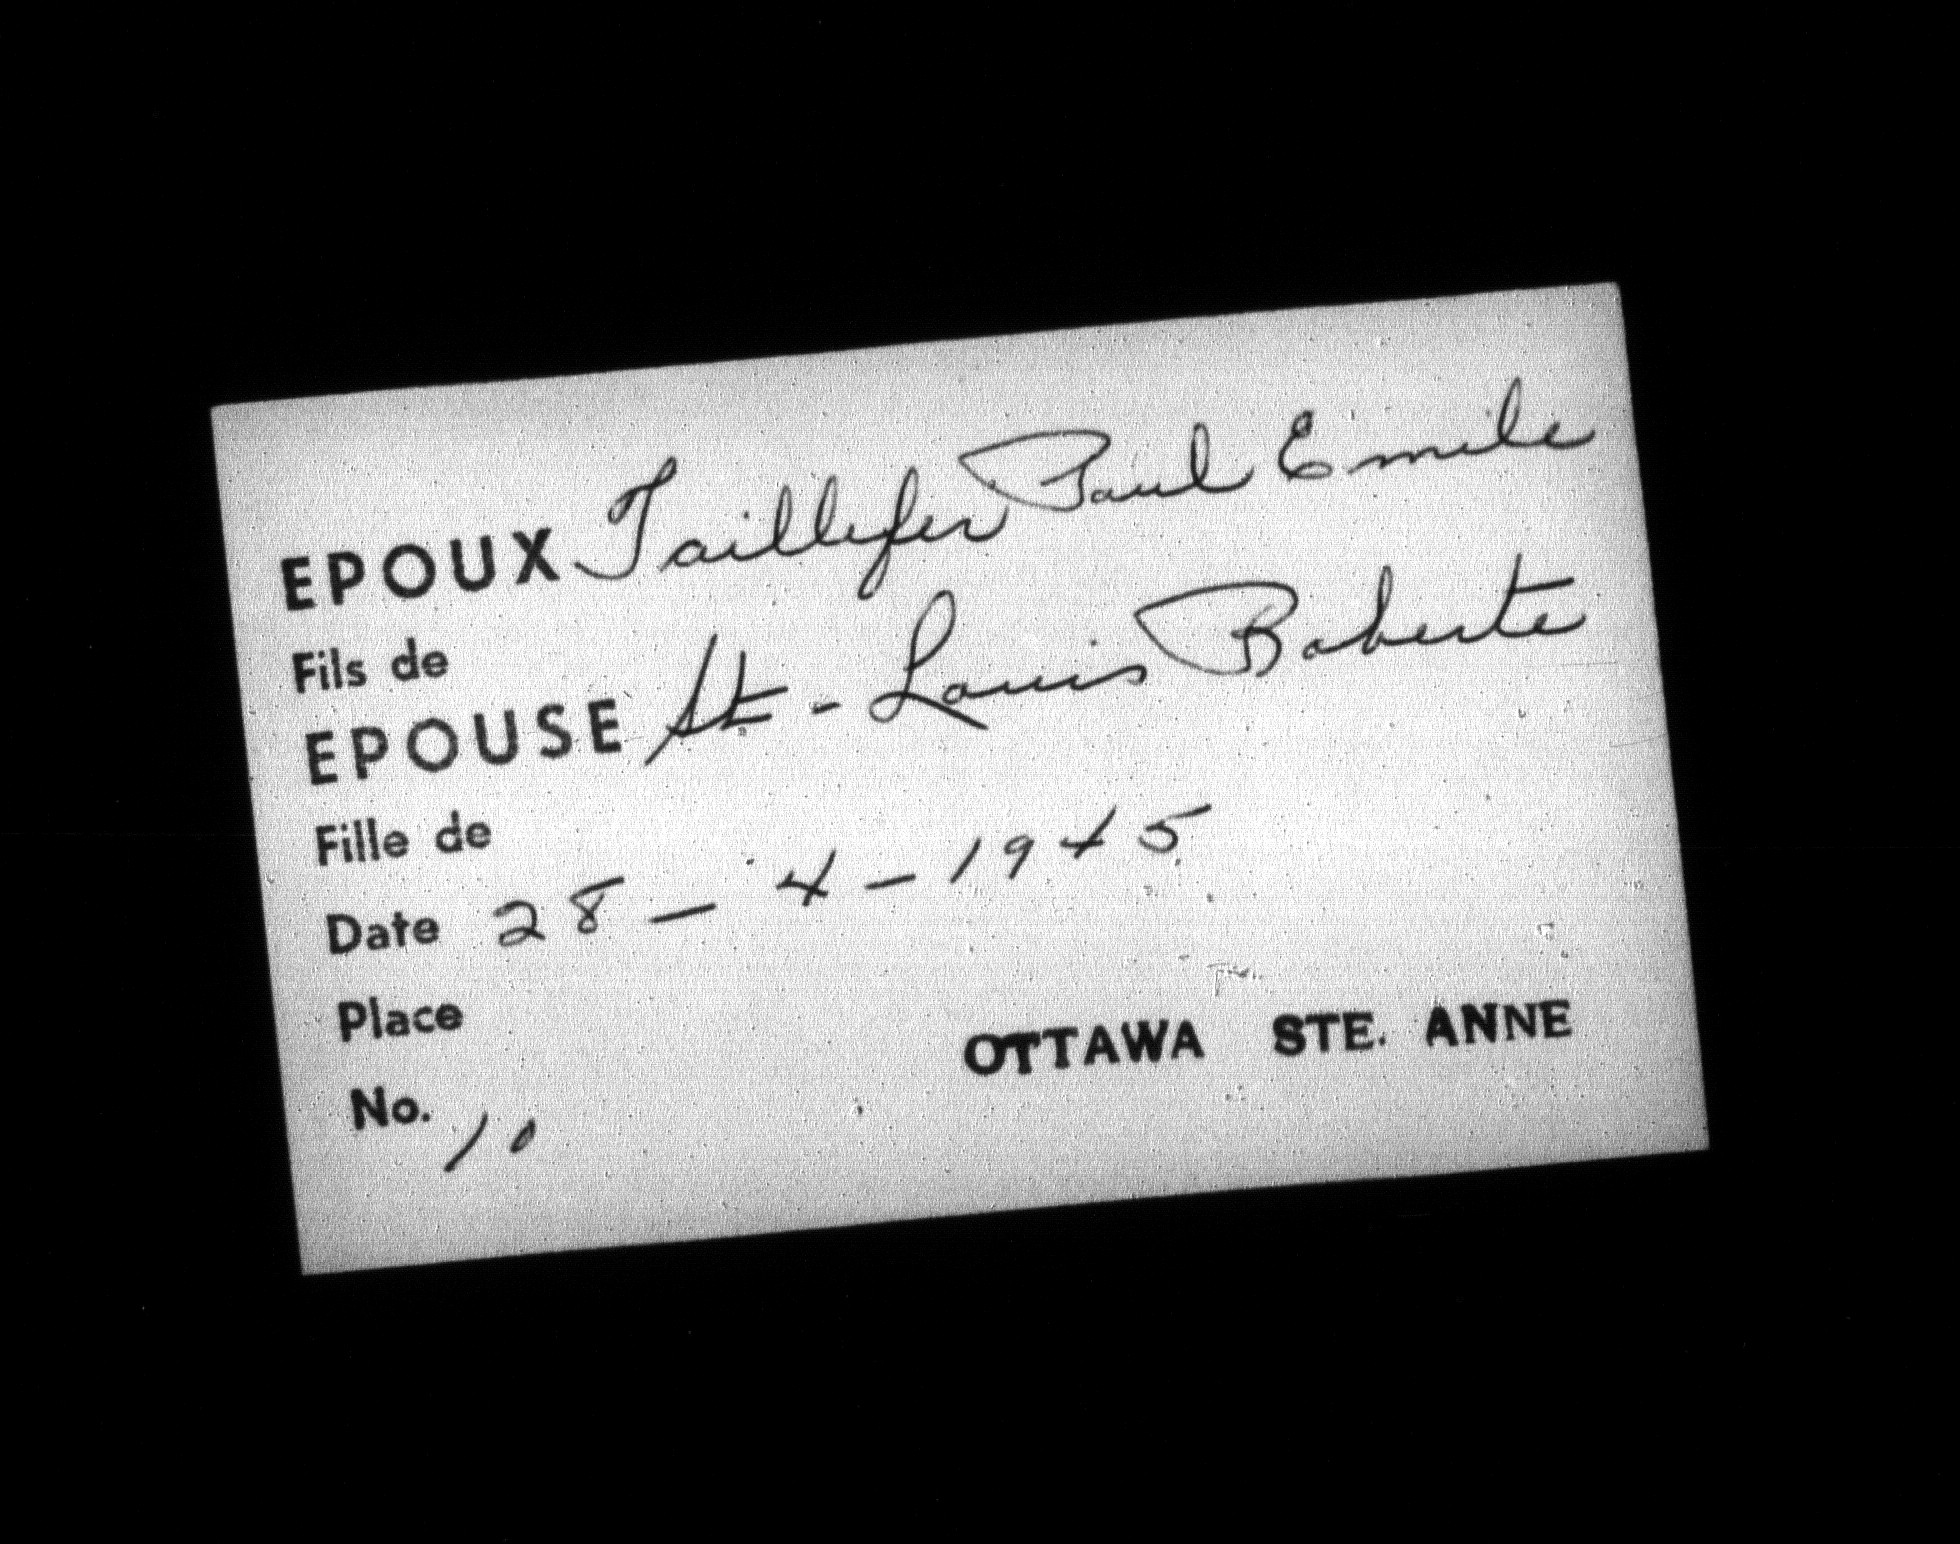 EPOUX Taillefer Paul Emile
Fils de
EPOUSE St-Louis Roberte
Fille de
Date 28-4-1945
Place
OTTAWA STE. ANNE
No. 10